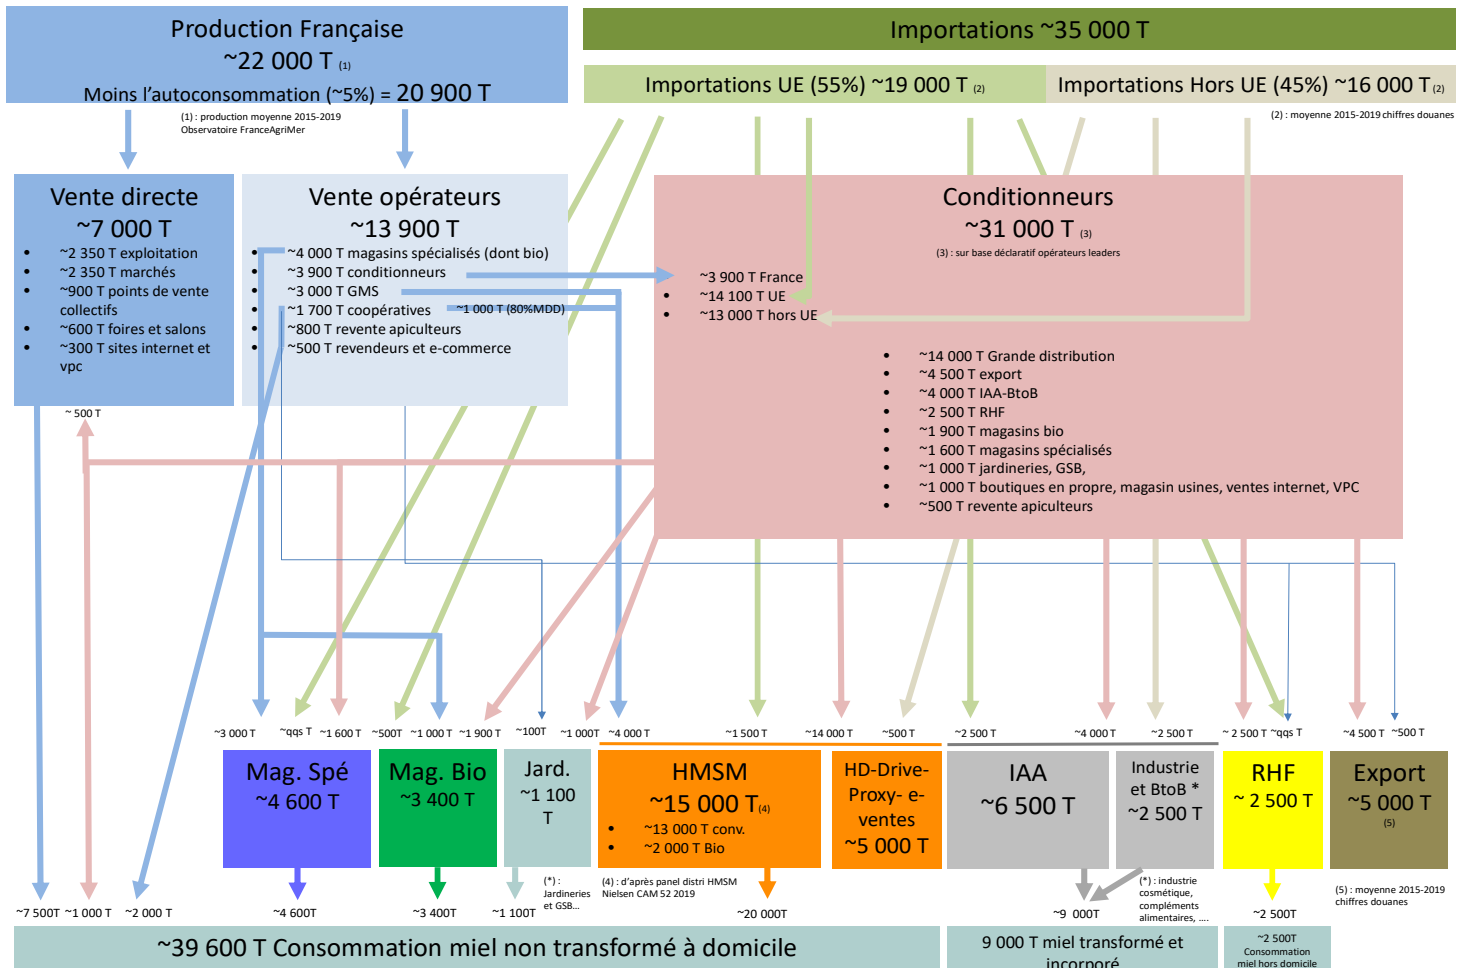 Production Française
~22 000 T (1)
Moins l'autoconsommation (~5%) = 20 900 T
(1) : production moyenne 2015-2019
Observatoire FranceAgriMer
Importations ~35 000 T
Importations UE (55%) ~19 000 T (2)
Importations Hors UE (45%) ~16 000 T (2)
(2) : moyenne 2015-2019 chiffres douanes
Vente directe
~7 000 T
• ~2 350 T exploitation
• ~2 350 T marchés
• ~900 T points de vente
collectifs
• ~600 T foires et salons
• ~300 T sites internet et
vpc
Vente opérateurs
~13 900 T
• ~4 000 T magasins spécialisés (dont bio)
• ~3 900 T conditionneurs
• ~3 000 T GMS
• ~1 700 T coopératives
~1 000 T (80%MDD)
• ~800 T revente apiculteurs
• ~500 T revendeurs et e-commerce
Conditionneurs
~31 000 T (3)
(3) : sur base déclaratif opérateurs leaders
• ~3 900 T France
• ~14 100 T UE
• ~13 000 T hors UE
• ~14 000 T Grande distribution
• ~4 500 T export
• ~4 000 T IAA-BtoB
• ~2 500 T RHF
• ~1 900 T magasins bio
• ~1 600 T magasins spécialisés
• ~1 000 T jardineries, GSB,
• ~1 000 T boutiques en propre, magasin usines, ventes internet, VPC
• ~500 T revente apiculteurs
~ 500 T
~3 000 T
~qqs T
~1 600 T
~500T
~1 000 T
~1 900 T
~100T
~1 000T
~4 000 T
~1 500 T
~14 000 T
~500 T
~2 500 T
~4 000 T
~2 500 T
~ 2 500 T
~qqs T
~4 500 T
~500 T
Mag. Spé
~4 600 T
Mag. Bio
~3 400 T
Jard.
~1 100
T
HMSM
~15 000 T(4)
• ~13 000 T conv.
• ~2 000 T Bio
HD-Drive-
Proxy- e-
ventes
~5 000 T
IAA
~6 500 T
Industrie
et BtoB *
~2 500 T
RHF
~ 2 500 T
Export
~5 000 T
(5)
(*) :
Jardineries
et GSB...
(4) : d'après panel distri HMSM
Nielsen CAM 52 2019
(*) : industrie
cosmétique,
compléments
alimentaires, ....
(5) : moyenne 2015-2019
chiffres douanes
~7 500T
~1 000 T
~2 000 T
~4 600T
~3 400T
~1 100T
~20 000T
~9 000T
~2 500T
~39 600 T Consommation miel non transformé à domicile
9 000 T miel transformé et
incorporé
~2 500T
Consommation
miel hors domicile